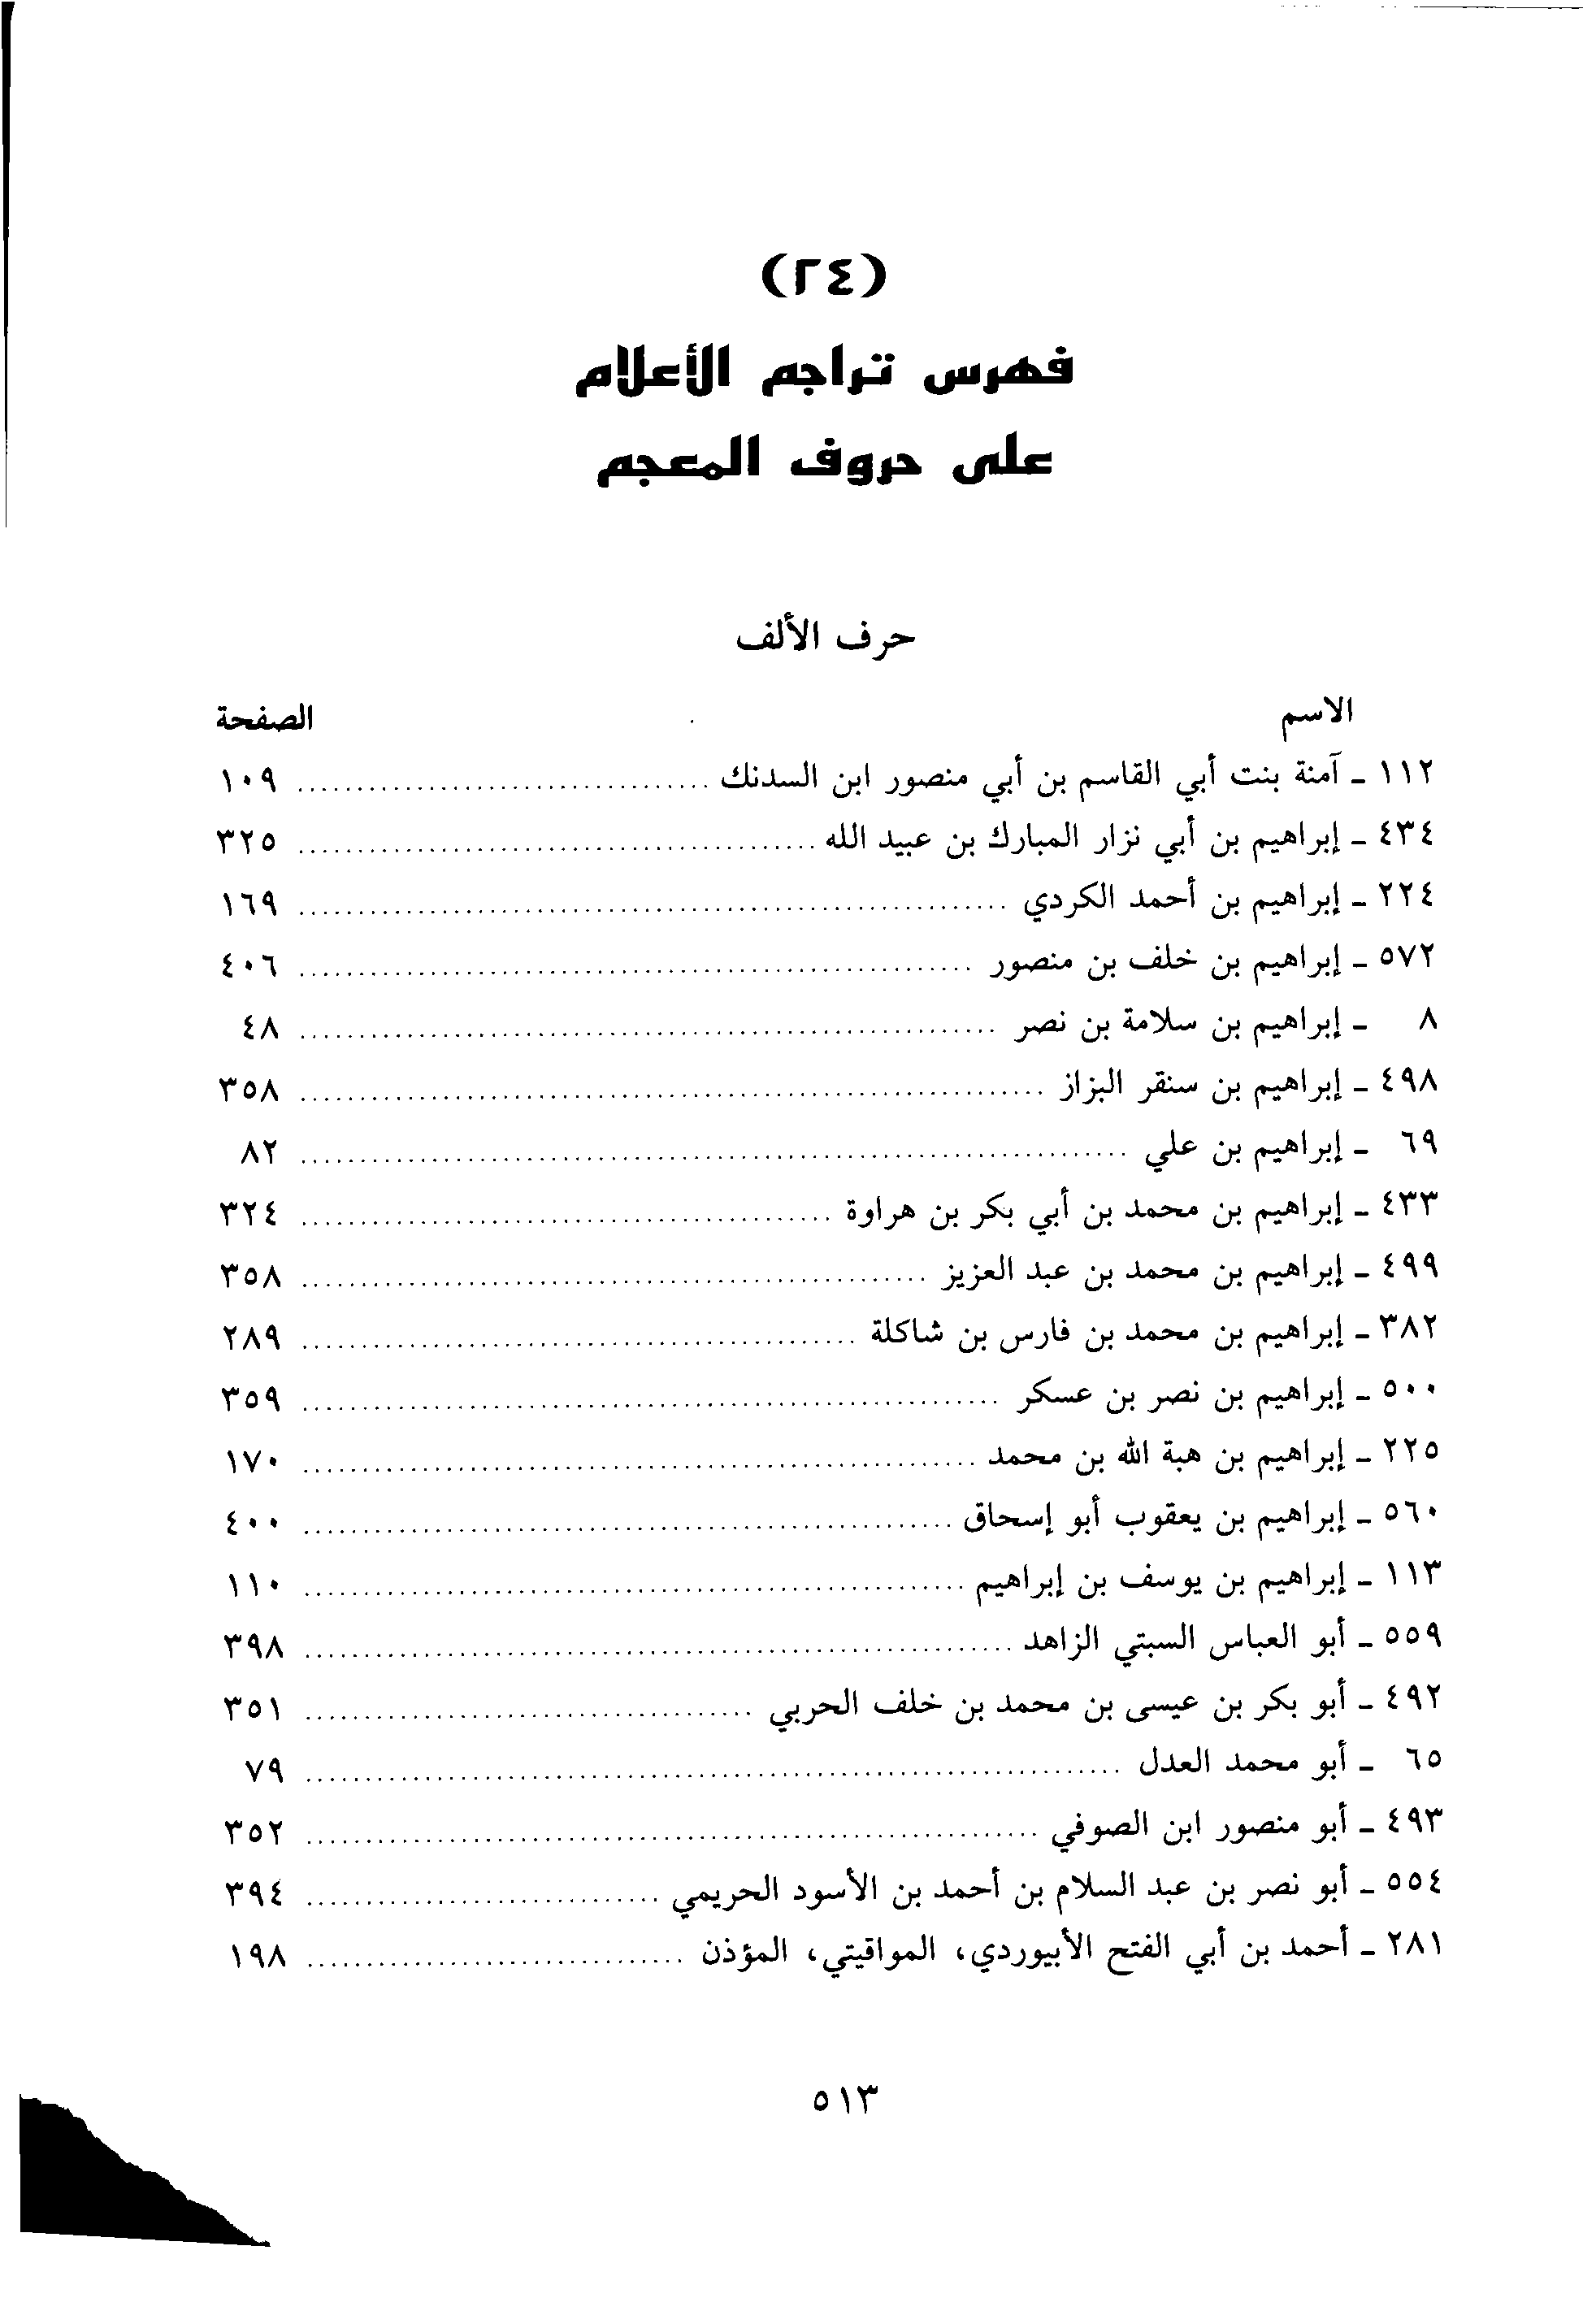 (٢٤)
فهرس تراجم الأعلام
على حروف المعجم
حرف الألف
الاسم الصفحة
١١٢ - آمنة بنت أبي القاسم بن أبي منصور ابن السدنك ........ ١٠٩
٤٣٤ - إبراهيم بن أبي نزار المبارك بن عبيد الله ........ ٣٢٥
٢٢٤ - إبراهيم بن أحمد الكردي ........ ١٦٩
٥٧٢ - إبراهيم بن خلف بن منصور ........ ٤٠٦
٨ - إبراهيم بن سلامة بن نصر ........ ٤٨
٤٩٨ - إبراهيم بن سنقر البزاز ........ ٣٥٨
٦٩ - إبراهيم بن علي ........ ٨٢
٤٣٣ - إبراهيم بن محمد بن أبي بكر بن هراوة ........ ٣٢٤
٤٩٩ - إبراهيم بن محمد بن عبد العزيز ........ ٣٥٨
٣٨٢ - إبراهيم بن محمد بن فارس بن شاكلة ........ ٢٨٩
٥٠٠ - إبراهيم بن نصر بن عسكر ........ ٣٥٩
٢٢٥ - إبراهيم بن هبة الله بن محمد ........ ١٧٠
٥٦٠ - إبراهيم بن يعقوب أبو إسحاق ........ ٤٠٠
١١٣ - إبراهيم بن يوسف بن إبراهيم ........ ١١٠
٥٥٩ - أبو العباس السبتي الزاهد ........ ٣٩٨
٤٩٢ - أبو بكر بن عيسى بن محمد بن خلف الحربي ........ ٣٥١
٦٥ - أبو محمد العدل ........ ٧٩
٤٩٣ - أبو منصور ابن الصوفي ........ ٣٥٢
٥٥٤ - أبو نصر بن عبد السلام بن أحمد بن الأسود الحريمي ........ ٣٩٤
٢٨١ - أحمد بن أبي الفتح الأبيوردي، المواقيتي، المؤذن ........ ١٩٨
٥١٣